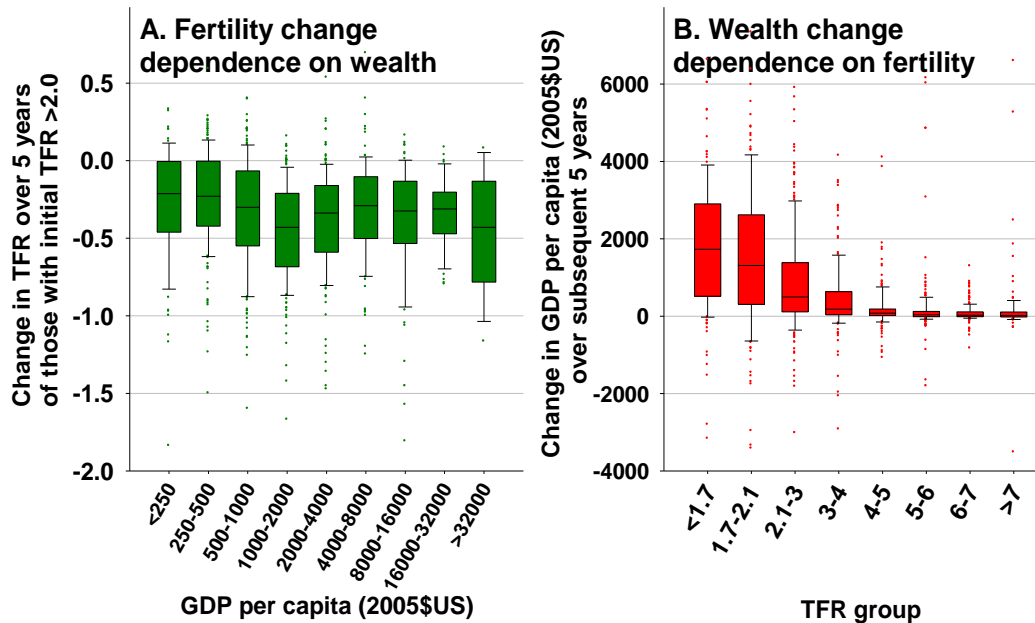 A. Fertility change
dependence on wealth
Change in TFR over 5 years
of those with initial TFR >2.0
0.5
0.0
-0.5
-1.0
-1.5
-2.0
<250
250-500
500-1000
1000-2000
2000-4000
4000-8000
8000-16000
16000-32000
>32000
GDP per capita (2005$US)
B. Wealth change
dependence on fertility
Change in GDP per capita (2005$US)
over subsequent 5 years
6000
4000
2000
0
-2000
-4000
<1.7
1.7-2.1
2.1-3
3-4
4-5
5-6
6-7
>7
TFR group